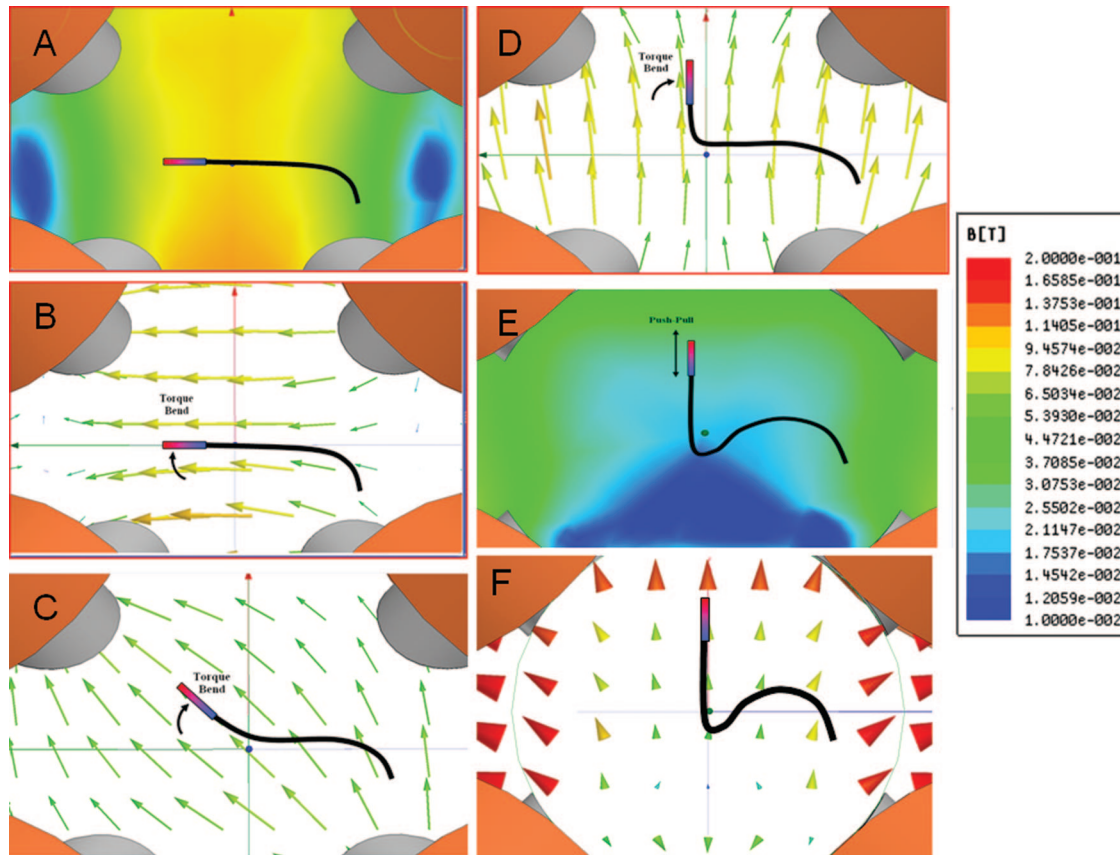 A
B
Torque
Bend
C
Torque
Bend
D
Torque
Bend
E
Push-Pull
F
B[T]
2.0000e-001
1.6585e-001
1.3753e-001
1.1405e-001
9.4574e-002
7.8426e-002
6.5034e-002
5.3930e-002
4.4721e-002
3.7085e-002
3.0753e-002
2.5502e-002
2.1147e-002
1.7537e-002
1.4542e-002
1.2059e-002
1.0000e-002